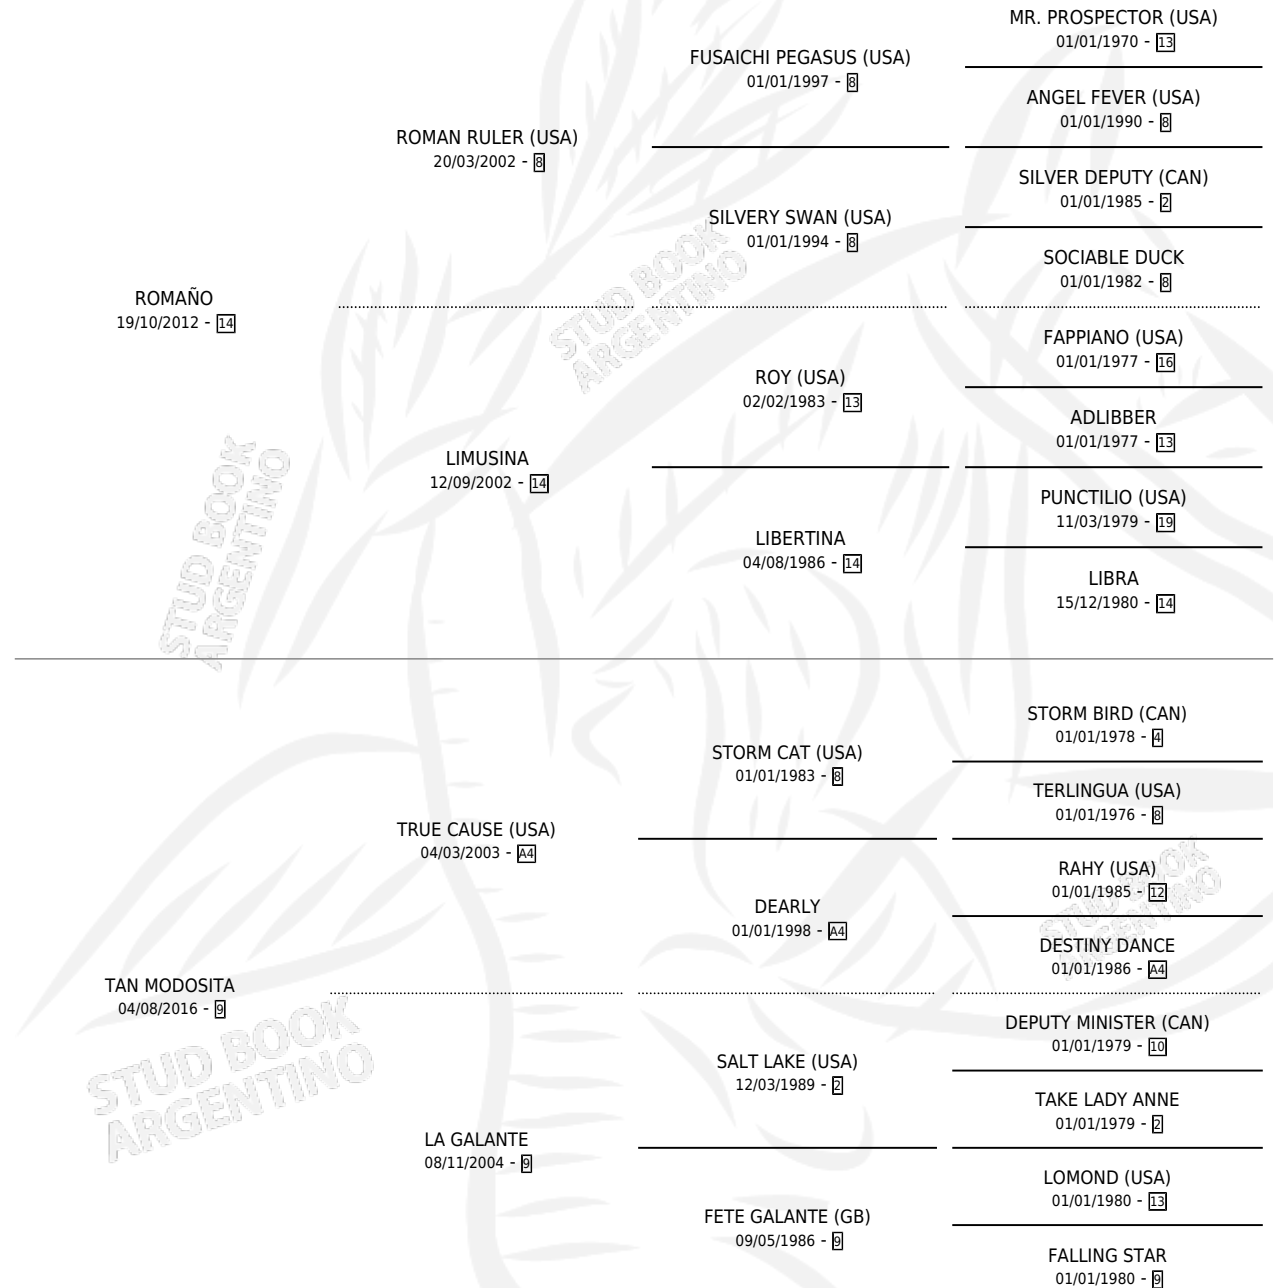 MR. PROSPECTOR (USA)
01/01/1970 - 13
FUSAICHI PEGASUS (USA)
01/01/1997 - 8
ANGEL FEVER (USA)
01/01/1990 - 8
ROMAN RULER (USA)
20/03/2002 - 8
SILVER DEPUTY (CAN)
01/01/1985 - 2
SILVERY SWAN (USA)
01/01/1994 - 8
SOCIABLE DUCK
01/01/1982 - 8
ROMAÑO
19/10/2012 - 14
FAPPIANO (USA)
01/01/1977 - 16
ROY (USA)
02/02/1983 - 13
ADLIBBER
01/01/1977 - 13
LIMUSINA
12/09/2002 - 14
PUNCTILIO (USA)
11/03/1979 - 19
LIBERTINA
04/08/1986 - 14
LIBRA
15/12/1980 - 14
STORM BIRD (CAN)
01/01/1978 - 4
STORM CAT (USA)
01/01/1983 - 8
TERLINGUA (USA)
01/01/1976 - 8
TRUE CAUSE (USA)
04/03/2003 - A4
RAHY (USA)
01/01/1985 - 12
DEARLY
01/01/1998 - A4
DESTINY DANCE
01/01/1986 - A4
TAN MODOSITA
04/08/2016 - 9
DEPUTY MINISTER (CAN)
01/01/1979 - 10
SALT LAKE (USA)
12/03/1989 - 2
TAKE LADY ANNE
01/01/1979 - 2
LA GALANTE
08/11/2004 - 9
LOMOND (USA)
01/01/1980 - 13
FETE GALANTE (GB)
09/05/1986 - 9
FALLING STAR
01/01/1980 - 9
STUD BOOK
ARGENTINO
STUD BOOK
ARGENTINO
STUD BOOK
ARGENTINO
STUD BOOK
ARGENTINO